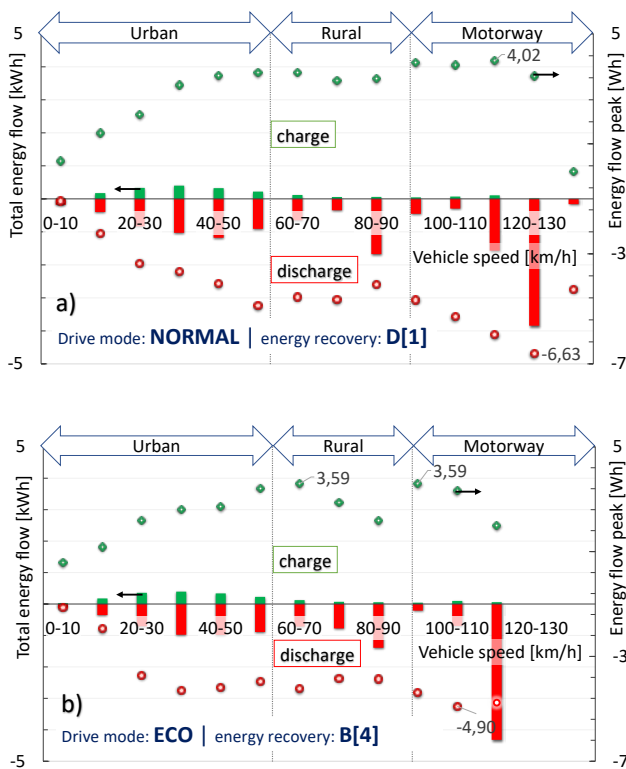 5
5
Urban
Rural
Motorway
4,02
Total energy flow [kWh]
Energy flow peak [Wh]
charge
0-10
20-30
40-50
60-70
80-90
100-110
120-130
Vehicle speed [km/h]
-3
discharge
a)
Drive mode: NORMAL | energy recovery: D[1]
-6,63
-5
-7
5
5
Urban
Rural
Motorway
3,59
3,59
Total energy flow [kWh]
Energy flow peak [Wh]
charge
0-10
20-30
40-50
60-70
80-90
100-110
120-130
Vehicle speed [km/h]
-3
discharge
b)
-4,90
Drive mode: ECO | energy recovery: B[4]
-5
-7